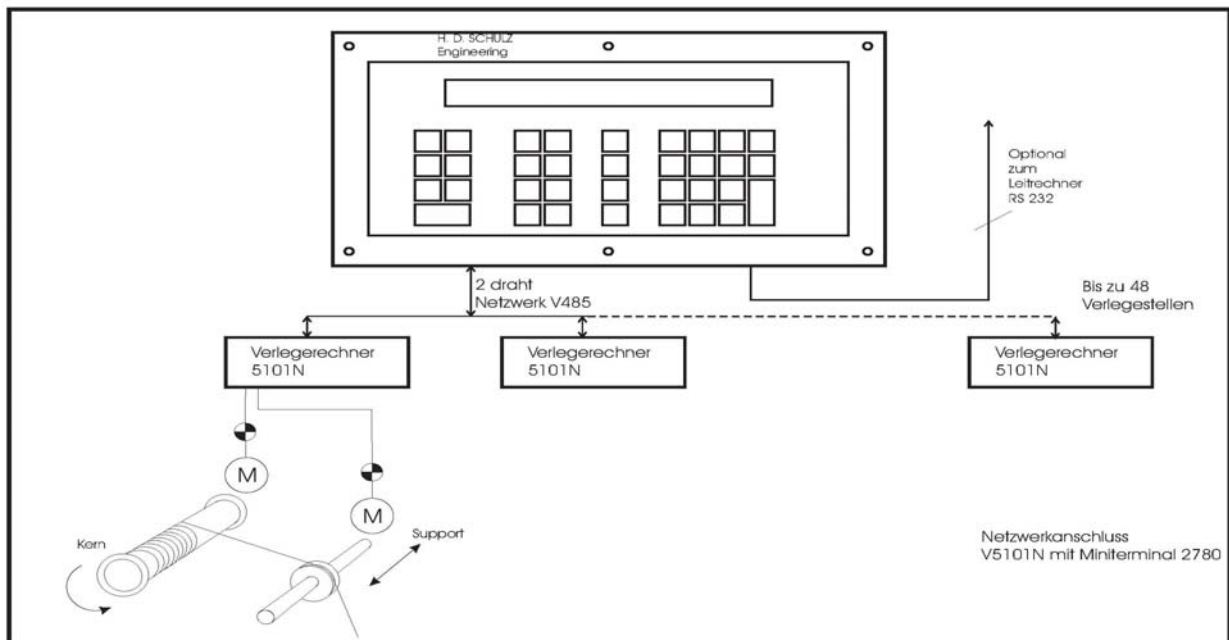 H. D. SCHULZ
Engineering
Optional
zum
Leitrechner
RS 232
2 draht
Netzwerk V485
Bis zu 48
Verlegestellen
Verlegerechner
5101N
Verlegerechner
5101N
Verlegerechner
5101N
M
M
Kern
Support
Netzwerkanschluss
V5101N mit Miniterminal 2780